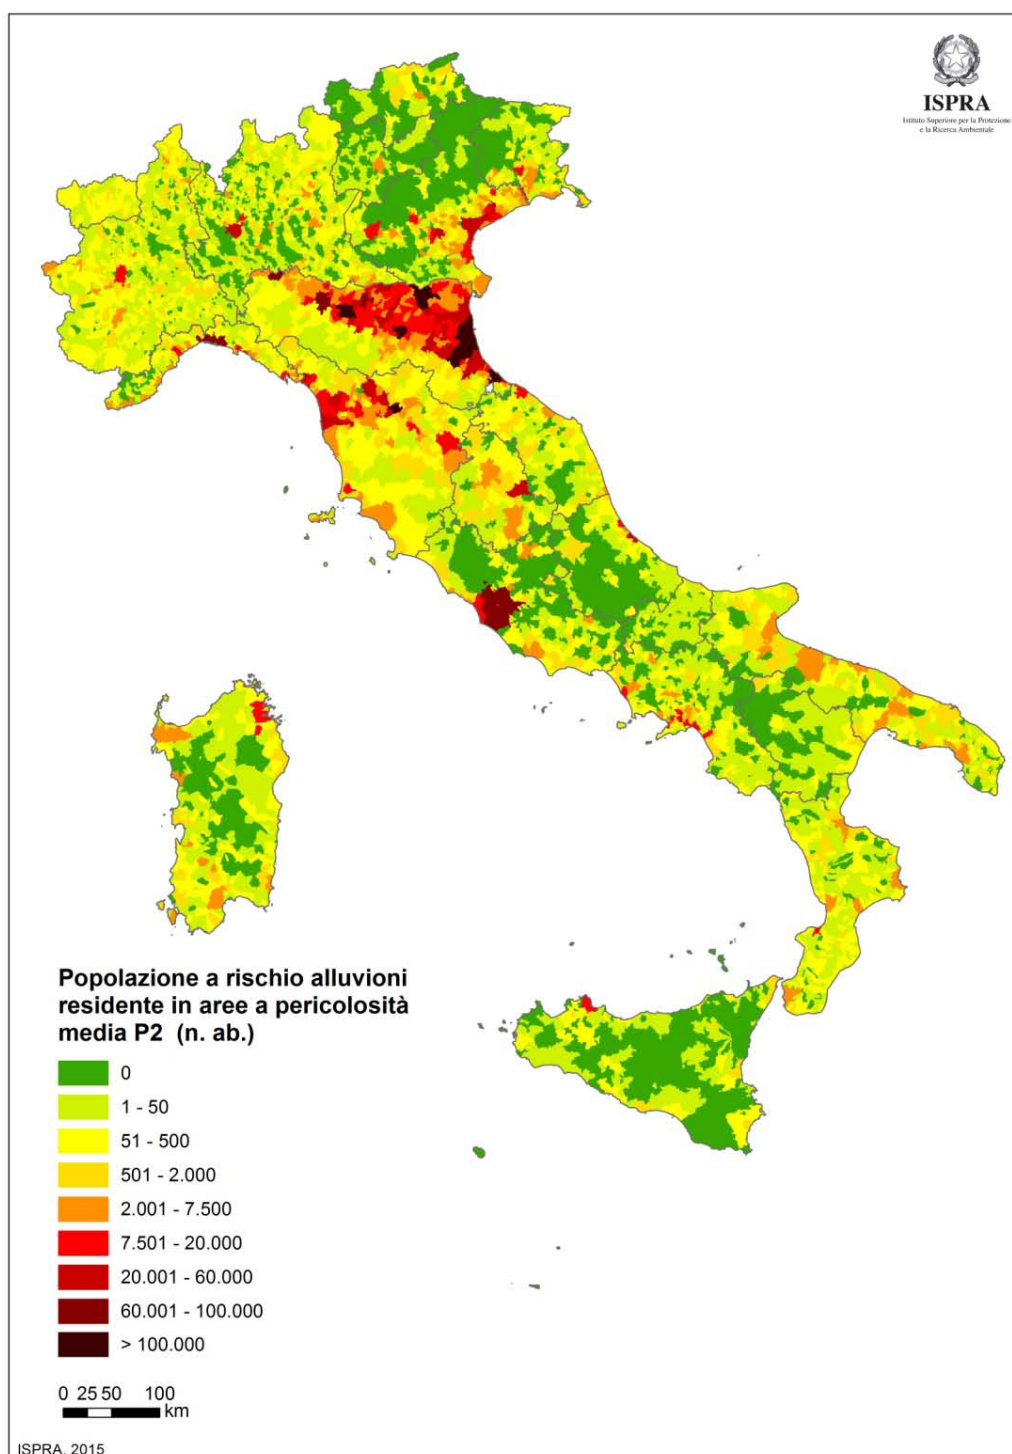 ISPRA
Istituto Superiore per la Protezione
e la Ricerca Ambientale
Popolazione a rischio alluvioni
residente in aree a pericolosità
media P2 (n. ab.)
0
1 - 50
51 - 500
501 - 2.000
2.001 - 7.500
7.501 - 20.000
20.001 - 60.000
60.001 - 100.000
> 100.000
0 25 50 100
km
ISPRA, 2015